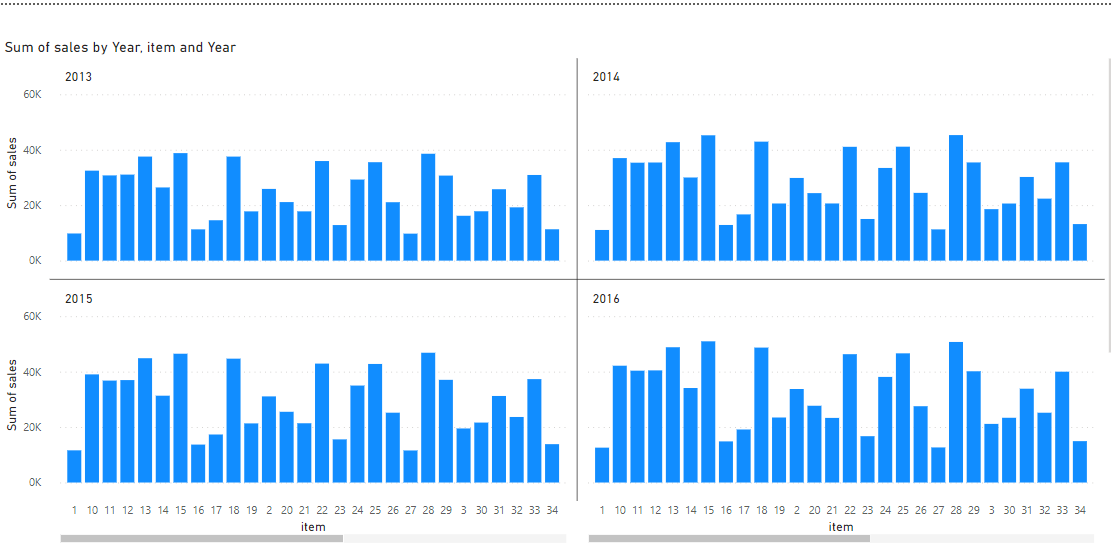 Sum of sales by Year, item and Year
2013
60K
40K
20K
0K
Sum of sales
2014
2015
60K
40K
20K
0K
Sum of sales
1 10 11 12 13 14 15 16 17 18 19 2 20 21 22 23 24 25 26 27 28 29 3 30 31 32 33 34
item
2016
1 10 11 12 13 14 15 16 17 18 19 2 20 21 22 23 24 25 26 27 28 29 3 30 31 32 33 34
item